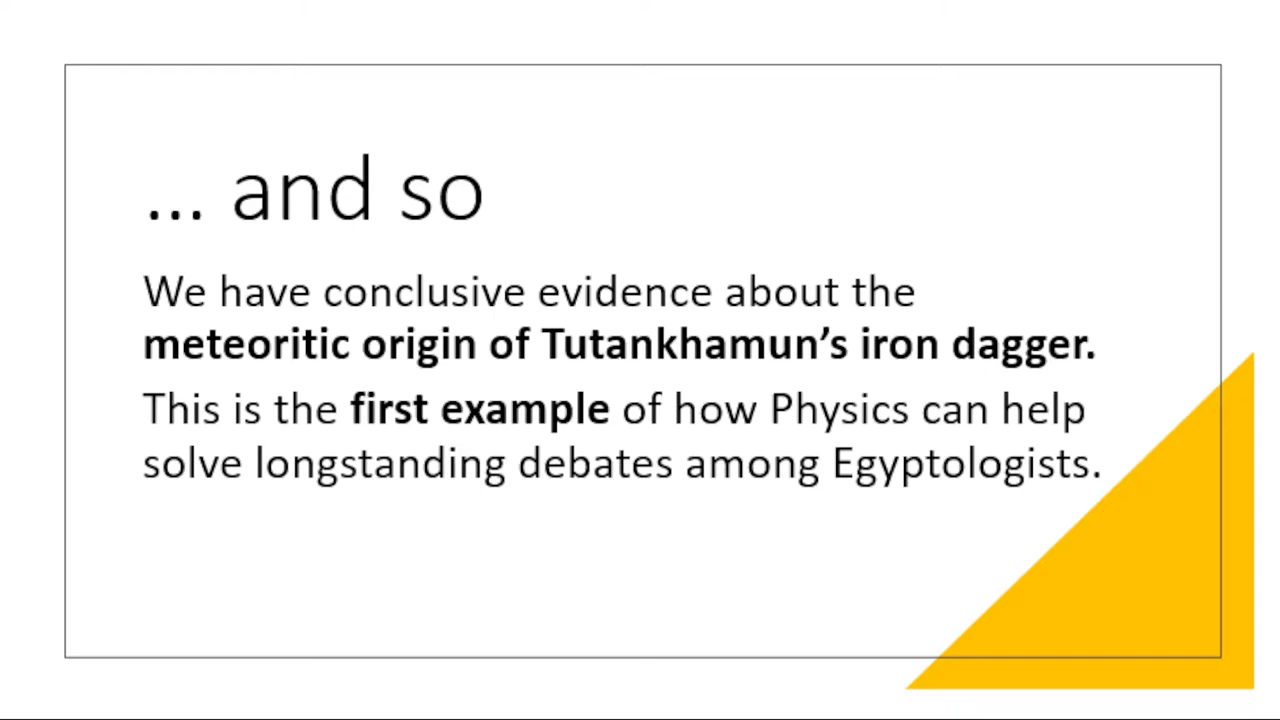 ... and so
We have conclusive evidence about the
meteoritic origin of Tutankhamun’s iron dagger.
This is the first example of how Physics can help
solve longstanding debates among Egyptologists.